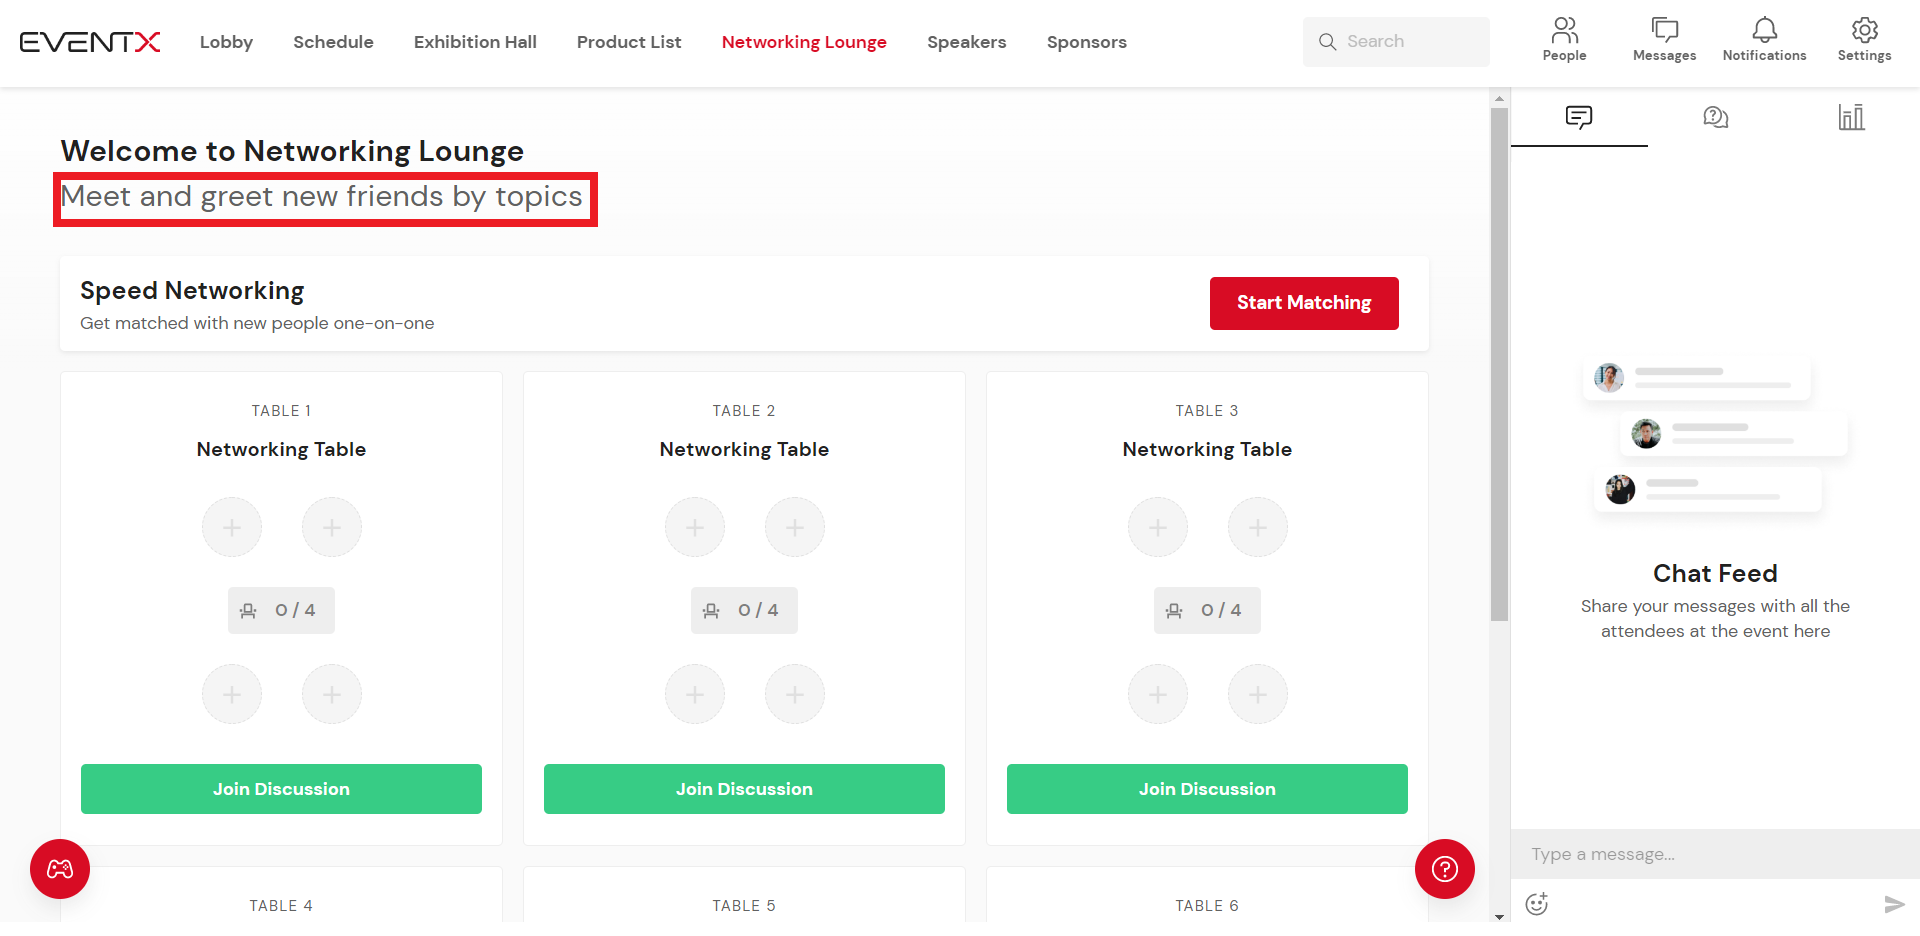 EVENTX
Lobby
Schedule
Exhibition Hall
Product List
Networking Lounge
Speakers
Sponsors
Search
People
Messages
Notifications
Settings
Welcome to Networking Lounge
Meet and greet new friends by topics
Speed Networking
Get matched with new people one-on-one
Start Matching
TABLE 1
Networking Table
0 / 4
Join Discussion
TABLE 2
Networking Table
0 / 4
Join Discussion
TABLE 3
Networking Table
0 / 4
Join Discussion
TABLE 4
TABLE 5
TABLE 6
Chat Feed
Share your messages with all the
attendees at the event here
Type a message...